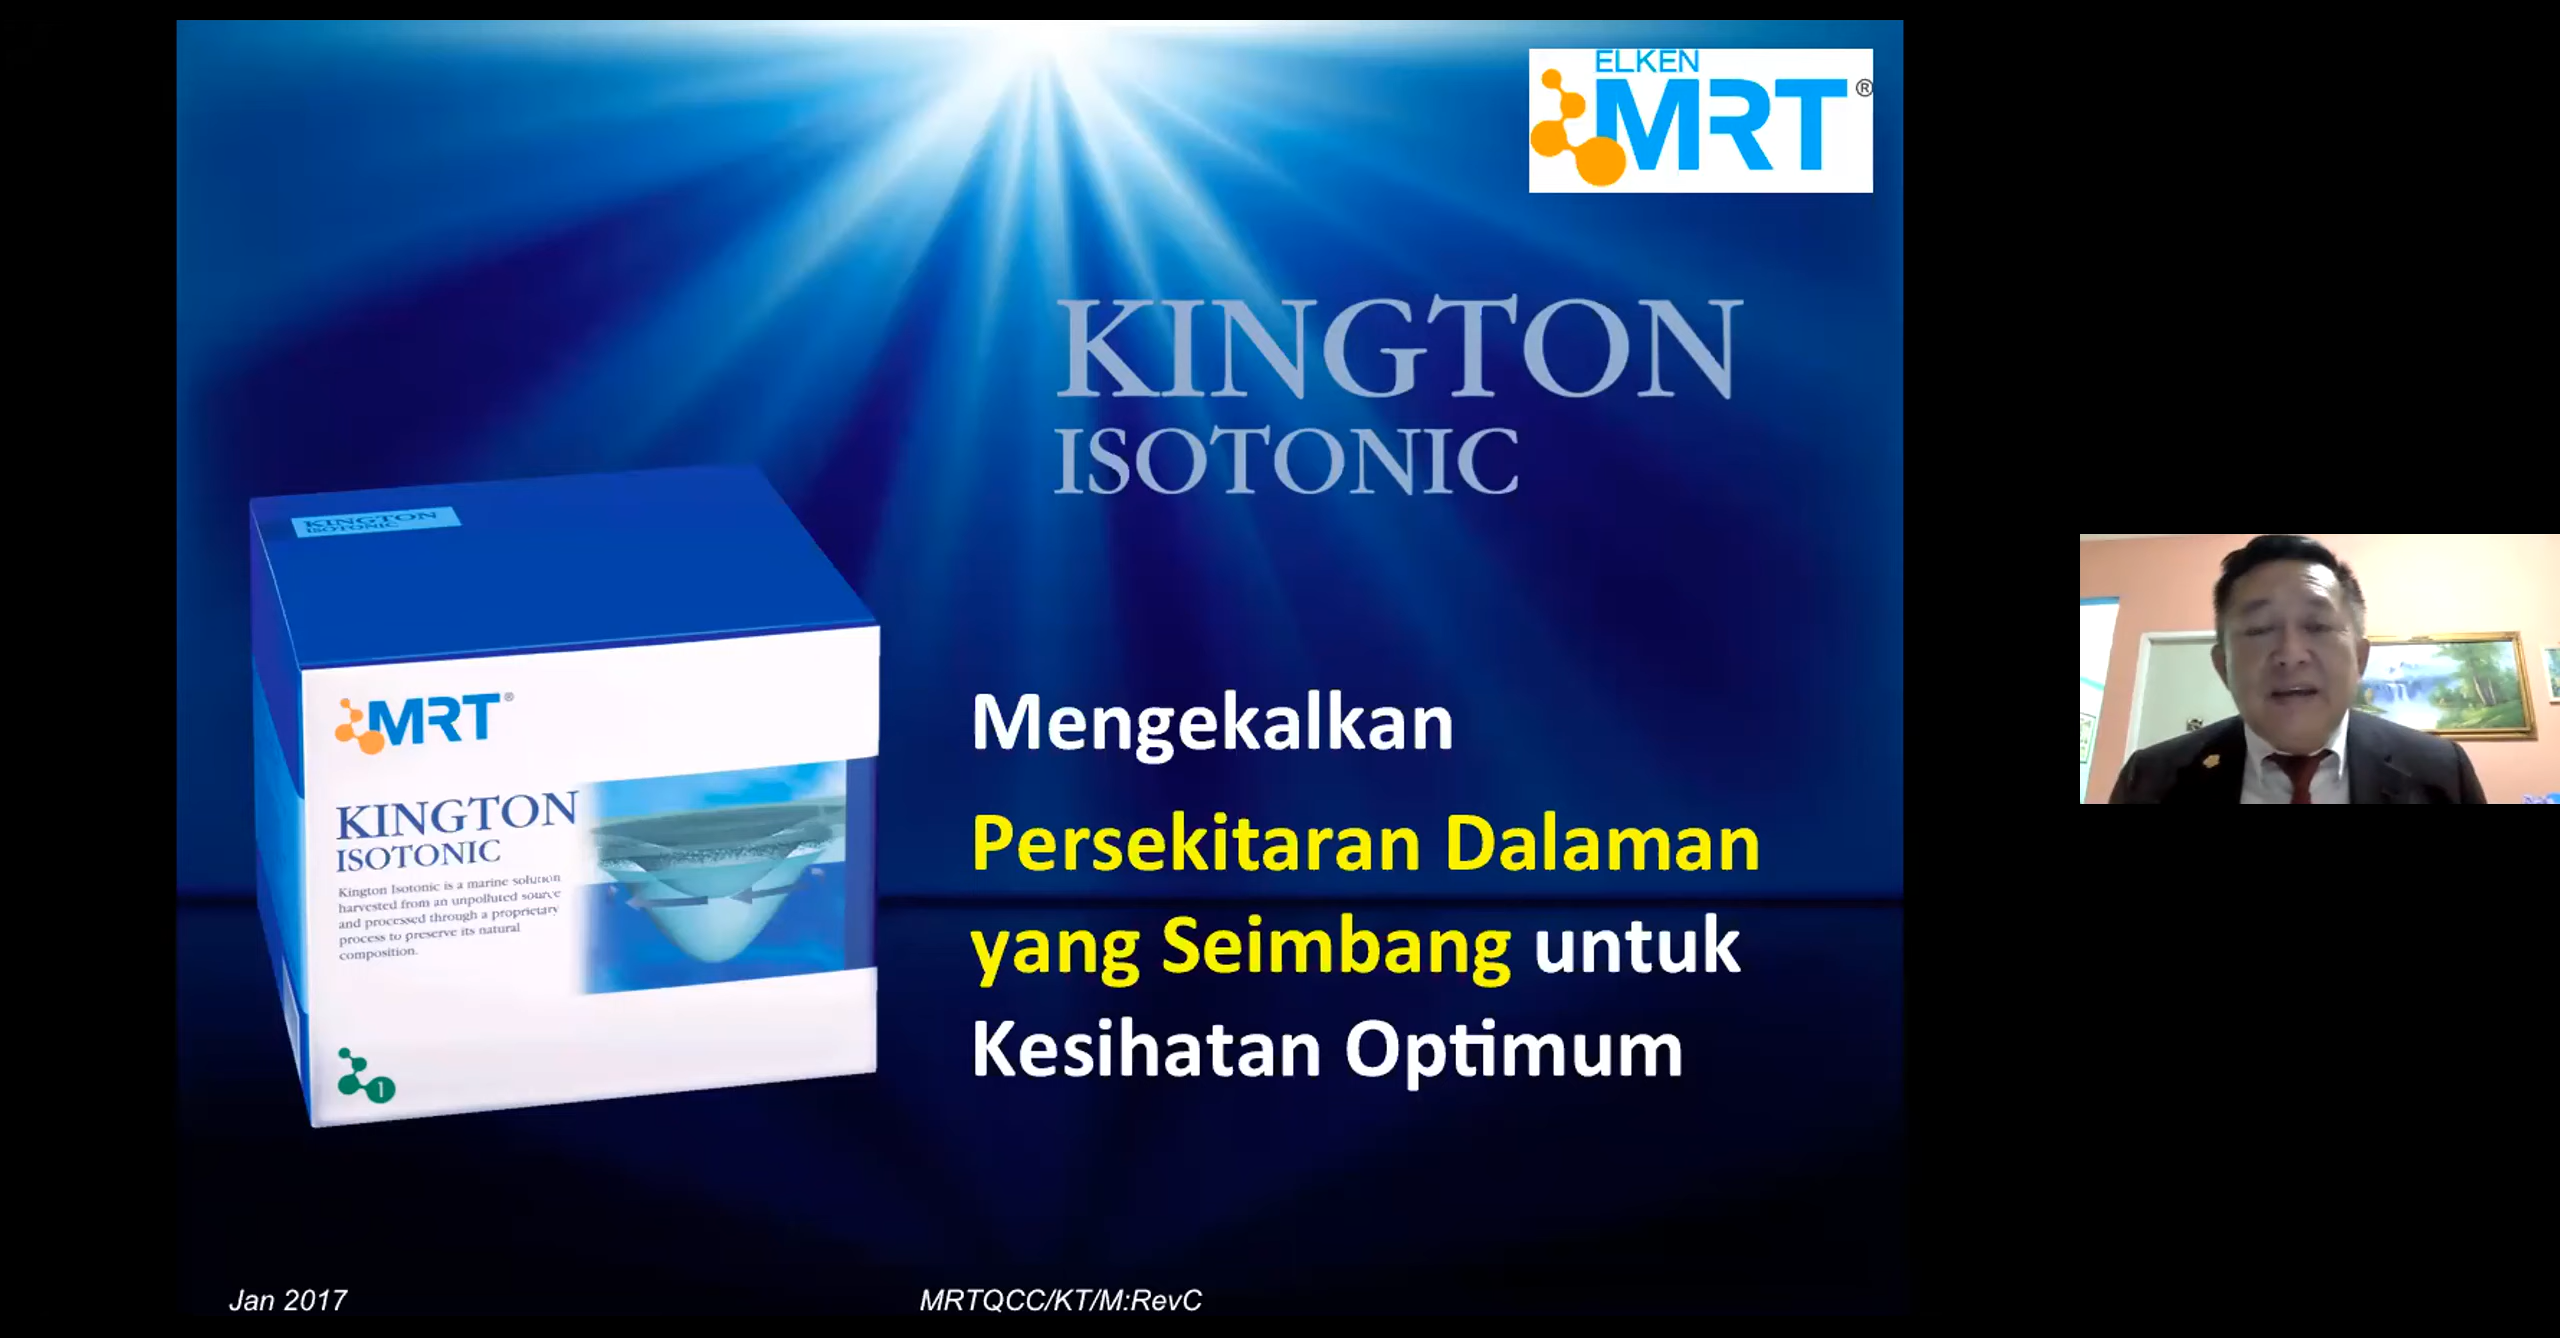 ELKEN
MRT®
KINGTON
ISOTONIC
KINGTON
ISOTONIC
MRT®
KINGTON
ISOTONIC
Kington Isotonic is a marine solution
harvested from an unpolluted source
and processed through a proprietary
process to preserve its natural
composition.
1
Mengekalkan
Persekitaran Dalaman
yang Seimbang untuk
Kesihatan Optimum
Jan 2017
MRTQCC/KT/M:RevC